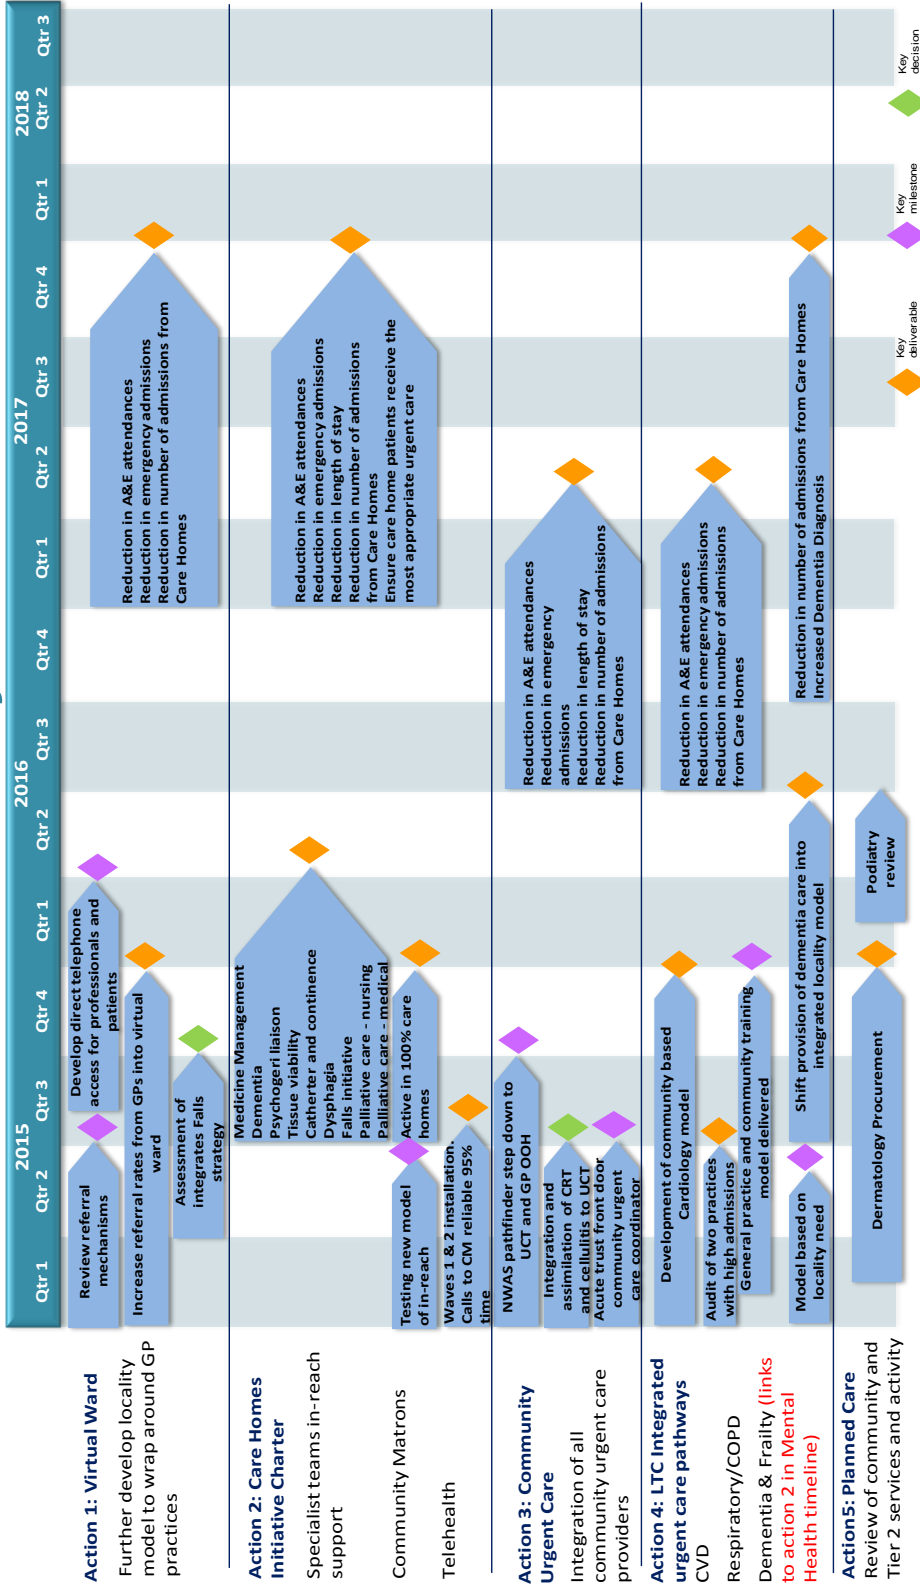 2015
2016
2017
2018
Qtr 1
Qtr 2
Qtr 3
Qtr 4
Qtr 1
Qtr 2
Qtr 3
Qtr 4
Qtr 1
Qtr 2
Qtr 3
Qtr 4
Qtr 1
Qtr 2
Qtr 3
Action 1: Virtual Ward
Further develop locality
model to wrap around GP
practices
Review referral
mechanisms
Develop direct telephone
access for professionals and
patients
Increase referral rates from GPs into virtual
ward
Assessment of
integrates Falls
strategy
Reduction in A&E attendances
Reduction in emergency admissions
Reduction in number of admissions from
Care Homes
Action 2: Care Homes
Initiative Charter
Specialist teams in-reach
support
Community Matrons
Telehealth
Medicine Management
Dementia
Psychogeri liaison
Tissue viability
Catherter and continence
Dysphagia
Falls initiative
Palliative care - nursing
Palliative care - medical
Testing new model
of in-reach
Active in 100% care
homes
Waves 1 & 2 installation.
Calls to CM reliable 95%
time
Reduction in A&E attendances
Reduction in emergency admissions
Reduction in length of stay
Reduction in number of admissions
from Care Homes
Ensure care home patients receive the
most appropriate urgent care
Action 3: Community
Urgent Care
Integration of all
community urgent care
providers
NWAS pathfinder step down to
UCT and GP OOH
Integration and
assimilation of CRT
and cellulitis to UCT
Acute trust front door
community urgent
care coordinator
Reduction in A&E attendances
Reduction in emergency
admissions
Reduction in length of stay
Reduction in number of admissions
from Care Homes
Action 4: LTC Integrated
urgent care pathways
CVD
Respiratory/COPD
Dementia & Frailty (links
to action 2 in Mental
Health timeline)
Development of community based
Cardiology model
Audit of two practices
with high admissions
General practice and community training
model delivered
Model based on
locality need
Shift provision of dementia care into
integrated locality model
Reduction in A&E attendances
Reduction in emergency admissions
Reduction in number of admissions
from Care Homes
Reduction in number of admissions from Care Homes
Increased Dementia Diagnosis
Action5: Planned Care
Review of community and
Tier 2 services and activity
Dermatology Procurement
Podiatry
review
Key
deliverable
Key
milestone
Key
decision